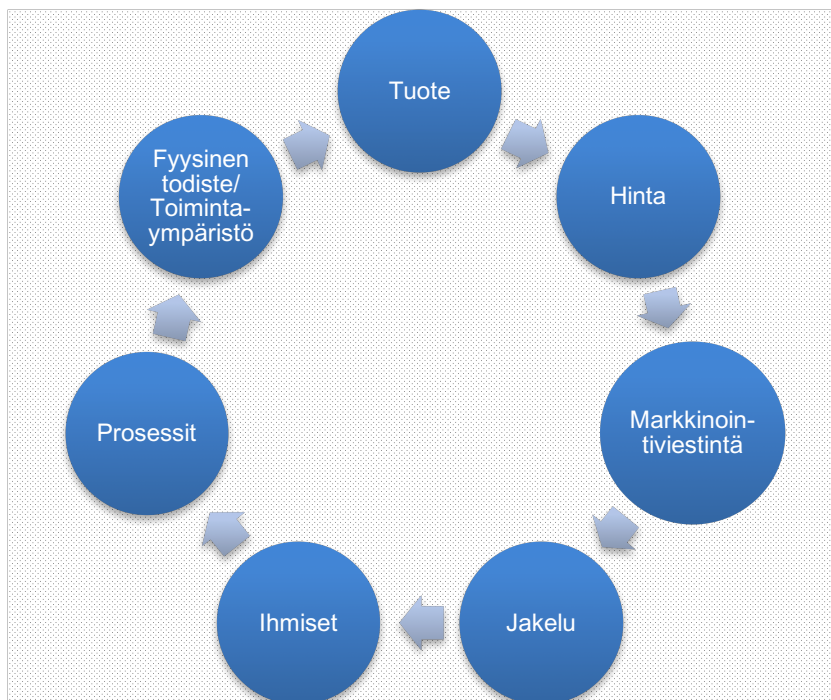 Tuote
Hinta
Markkinoin-
tiviestintä
Jakelu
Ihmiset
Prosessit
Fyysinen
todiste/
Toiminta-
ympäristö